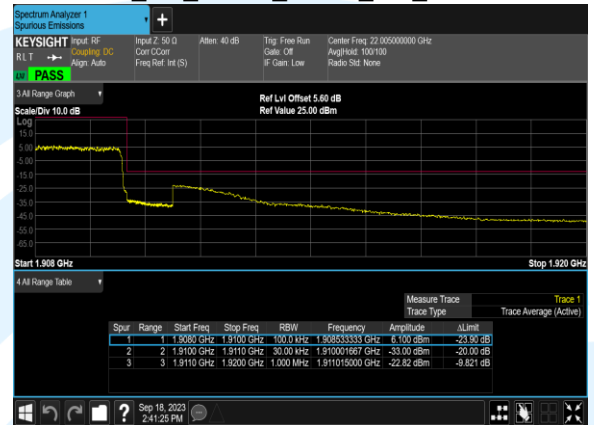 Spectrum Analyzer 1
Spurious Emissions
+
KEYSIGHT Input: RF Input Z: 50 Ω Atten: 40 dB Trig: Free Run Center Freq: 22.005000000 GHz
RLT Coupling: DC Corr CCorr Gate: Off Avg|Hold: 100/100
Align: Auto Freq Ref: Int (S) IF Gain: Low Radio Std: None
PASS
3 All Range Graph
Ref Lvl Offset 5.60 dB
Scale/Div 10.0 dB Ref Value 25.00 dBm
Log
15.0
5.00
-5.00
-15.0
-25.0
-35.0
-45.0
-55.0
-65.0
Start 1.908 GHz Stop 1.920 GHz
4 All Range Table
Measure Trace Trace 1
Trace Type Trace Average (Active)
Spur Range Start Freq Stop Freq RBW Frequency Amplitude ΔLimit
1 1 1.9080 GHz 1.9100 GHz 100.0 kHz 1.908533333 GHz 6.100 dBm -23.90 dB
2 2 1.9100 GHz 1.9110 GHz 30.00 kHz 1.910001667 GHz -33.00 dBm -20.00 dB
3 3 1.9110 GHz 1.9200 GHz 1.000 MHz 1.911015000 GHz -22.82 dBm -9.821 dB
? Sep 18, 2023
2:41:25 PM